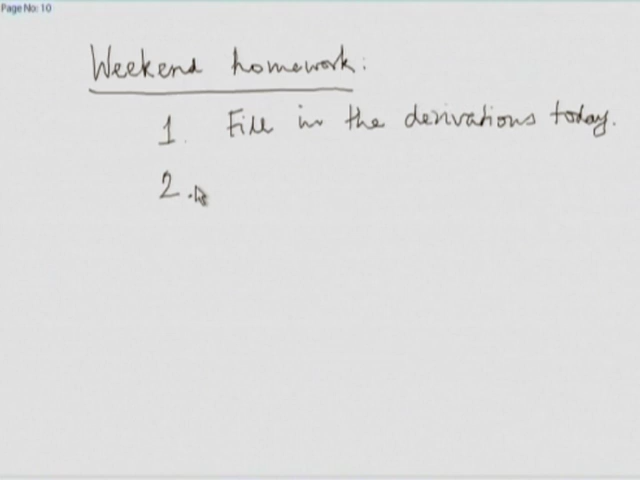 Page No: 10
Weekend homework:
1. Fill in the derivations today.
2.